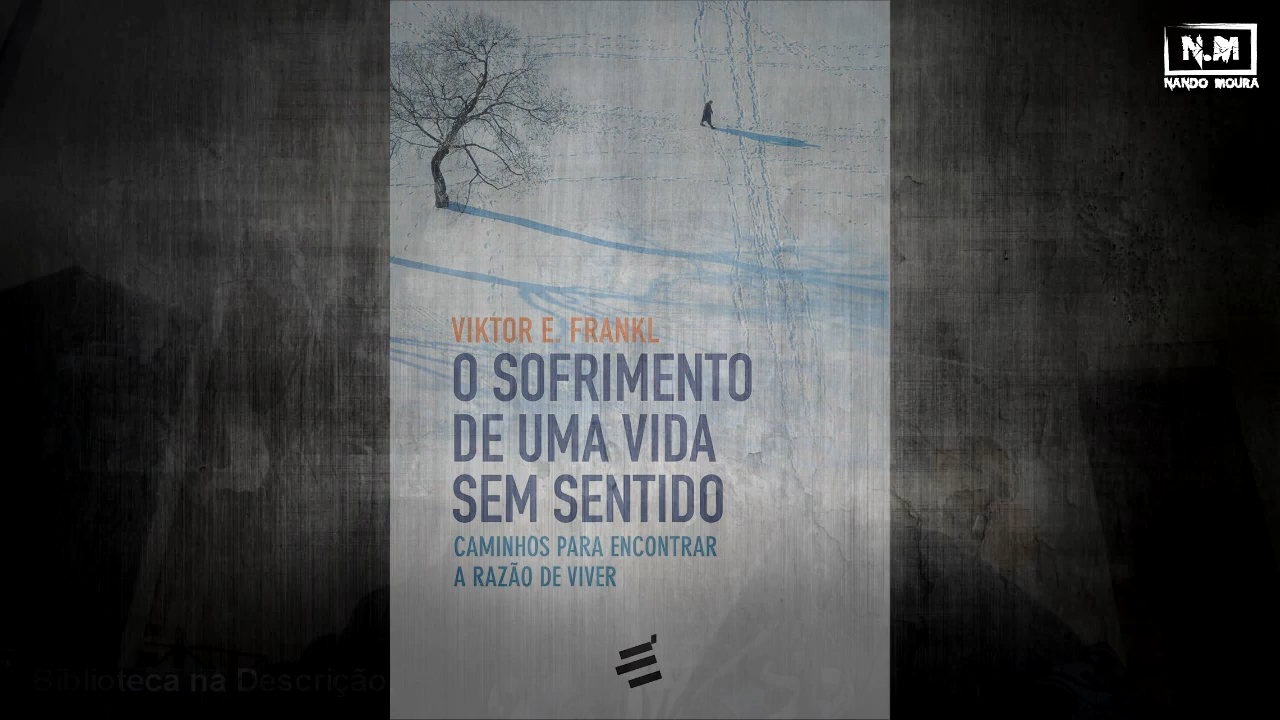 N.M
NANDO MOURA
VIKTOR E. FRANKL
O SOFRIMENTO
DE UMA VIDA
SEM SENTIDO
CAMINHOS PARA ENCONTRAR
A RAZÃO DE VIVER
Biblioteca na Descrição